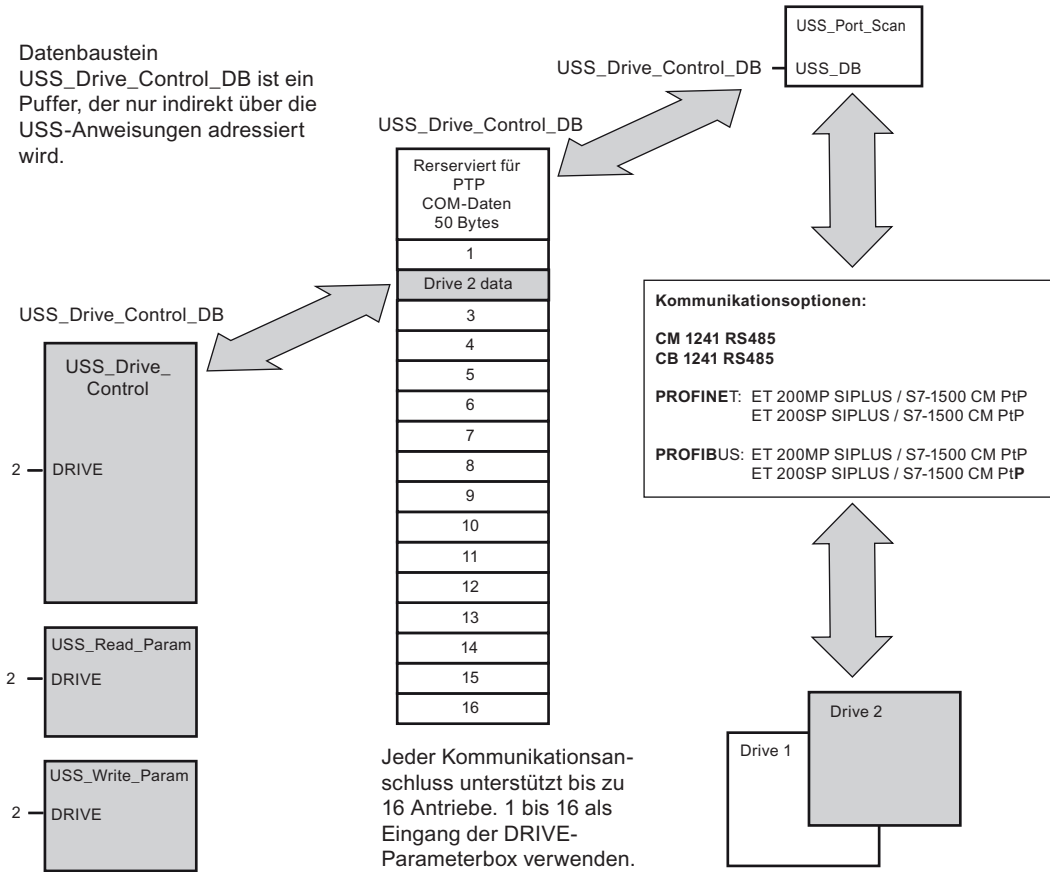 Datenbaustein
USS_Drive_Control_DB ist ein
Puffer, der nur indirekt über die
USS-Anweisungen adressiert
wird.
USS_Port_Scan
USS_Drive_Control_DB
USS_DB
USS_Drive_Control_DB
Rerserviert für
PTP
COM-Daten
50 Bytes
1
Drive 2 data
3
4
5
6
7
8
9
10
11
12
13
14
15
16
USS_Drive_Control_DB
USS_Drive_
Control
2
DRIVE
USS_Read_Param
2
DRIVE
USS_Write_Param
2
DRIVE
Jeder Kommunikationsan-
schluss unterstützt bis zu
16 Antriebe. 1 bis 16 als
Eingang der DRIVE-
Parameterbox verwenden.
Kommunikationsoptionen:
CM 1241 RS485
CB 1241 RS485
PROFINET: ET 200MP SIPLUS / S7-1500 CM PtP
ET 200SP SIPLUS / S7-1500 CM PtP
PROFIBUS: ET 200MP SIPLUS / S7-1500 CM PtP
ET 200SP SIPLUS / S7-1500 CM PtP
Drive 2
Drive 1